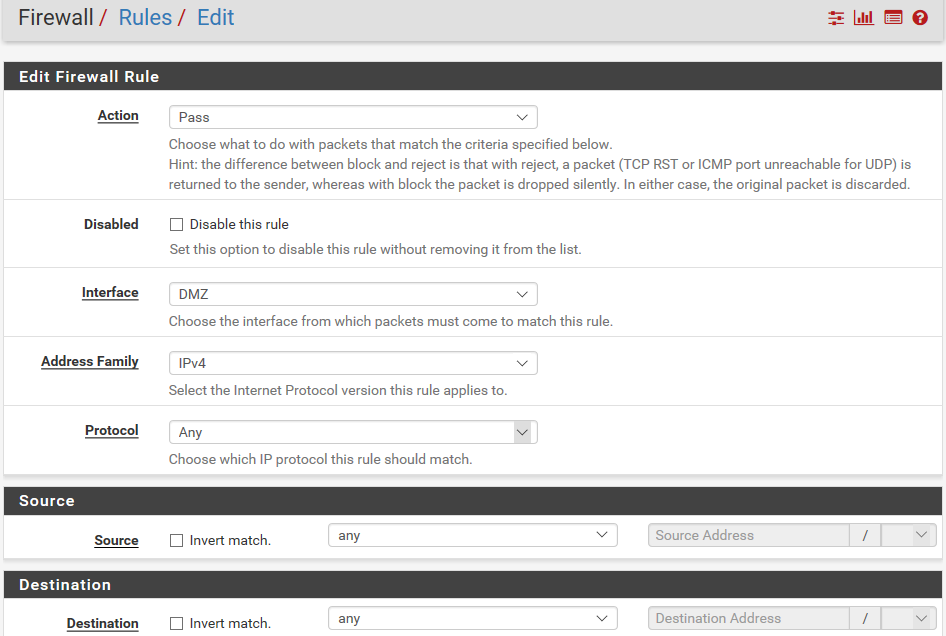 Firewall / Rules / Edit
Edit Firewall Rule
Action
Pass
Choose what to do with packets that match the criteria specified below.
Hint: the difference between block and reject is that with reject, a packet (TCP RST or ICMP port unreachable for UDP) is
returned to the sender, whereas with block the packet is dropped silently. In either case, the original packet is discarded.
Disabled
Disable this rule
Set this option to disable this rule without removing it from the list.
Interface
DMZ
Choose the interface from which packets must come to match this rule.
Address Family
IPv4
Select the Internet Protocol version this rule applies to.
Protocol
Any
Choose which IP protocol this rule should match.
Source
Source Invert match. any Source Address /
Destination
Destination Invert match. any Destination Address /